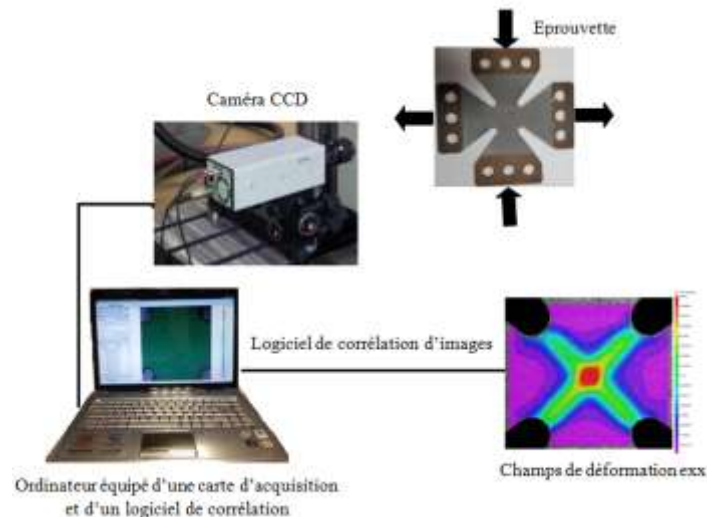 Eprouvette
Caméra CCD
Logiciel de corrélation d'images
Champs de déformation exx
Ordinateur équipé d'une carte d'acquisition
et d'un logiciel de corrélation